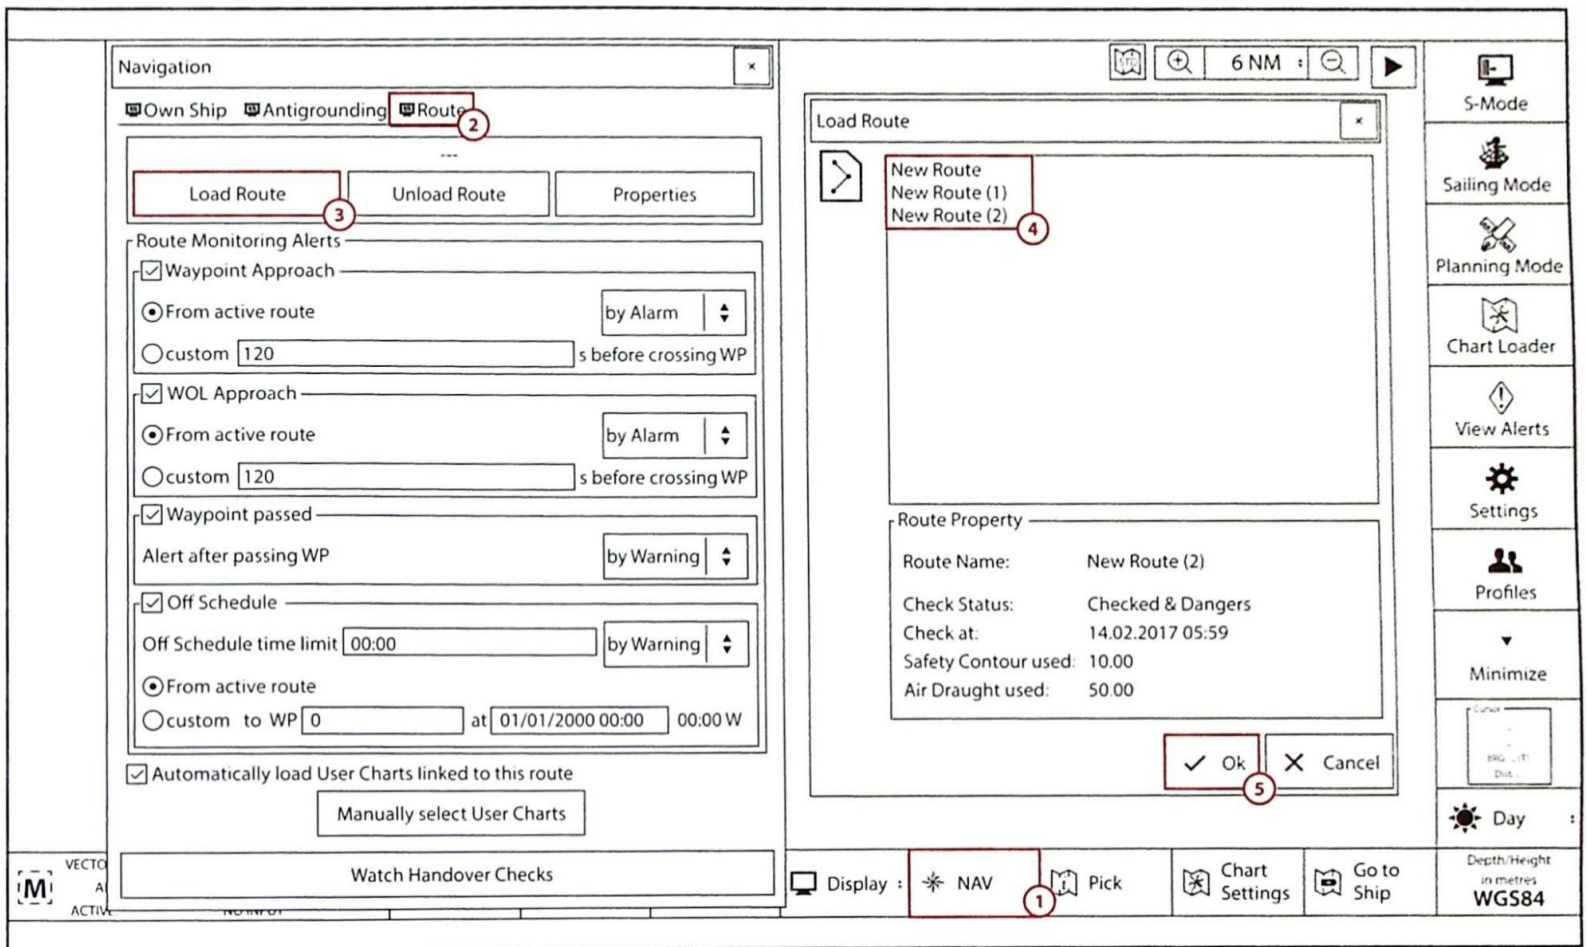 Navigation ×
Own Ship Antigrounding Route
2
---
Load Route Unload Route Properties
3
Route Monitoring Alerts
Waypoint Approach
From active route by Alarm
custom 120 s before crossing WP
WOL Approach
From active route by Alarm
custom 120 s before crossing WP
Waypoint passed
Alert after passing WP by Warning
Off Schedule
Off Schedule time limit 00:00 by Warning
From active route
custom to WP 0 at 01/01/2000 00:00 00:00 W
Automatically load User Charts linked to this route
Manually select User Charts
Watch Handover Checks
6 NM :
Load Route ×
New Route
New Route (1)
New Route (2)
4
Route Property
Route Name: New Route (2)
Check Status: Checked & Dangers
Check at: 14.02.2017 05:59
Safety Contour used: 10.00
Air Draught used: 50.00
Ok Cancel
5
S-Mode
Sailing Mode
Planning Mode
Chart Loader
View Alerts
Settings
Profiles
Minimize
Cursor
BRG ... (T)
Day :
M
VECTO
A
ACTIVE
NO INPUT
Display : NAV
1
Pick
Chart
Settings
Go to
Ship
Depth/Height
in metres
WGS84